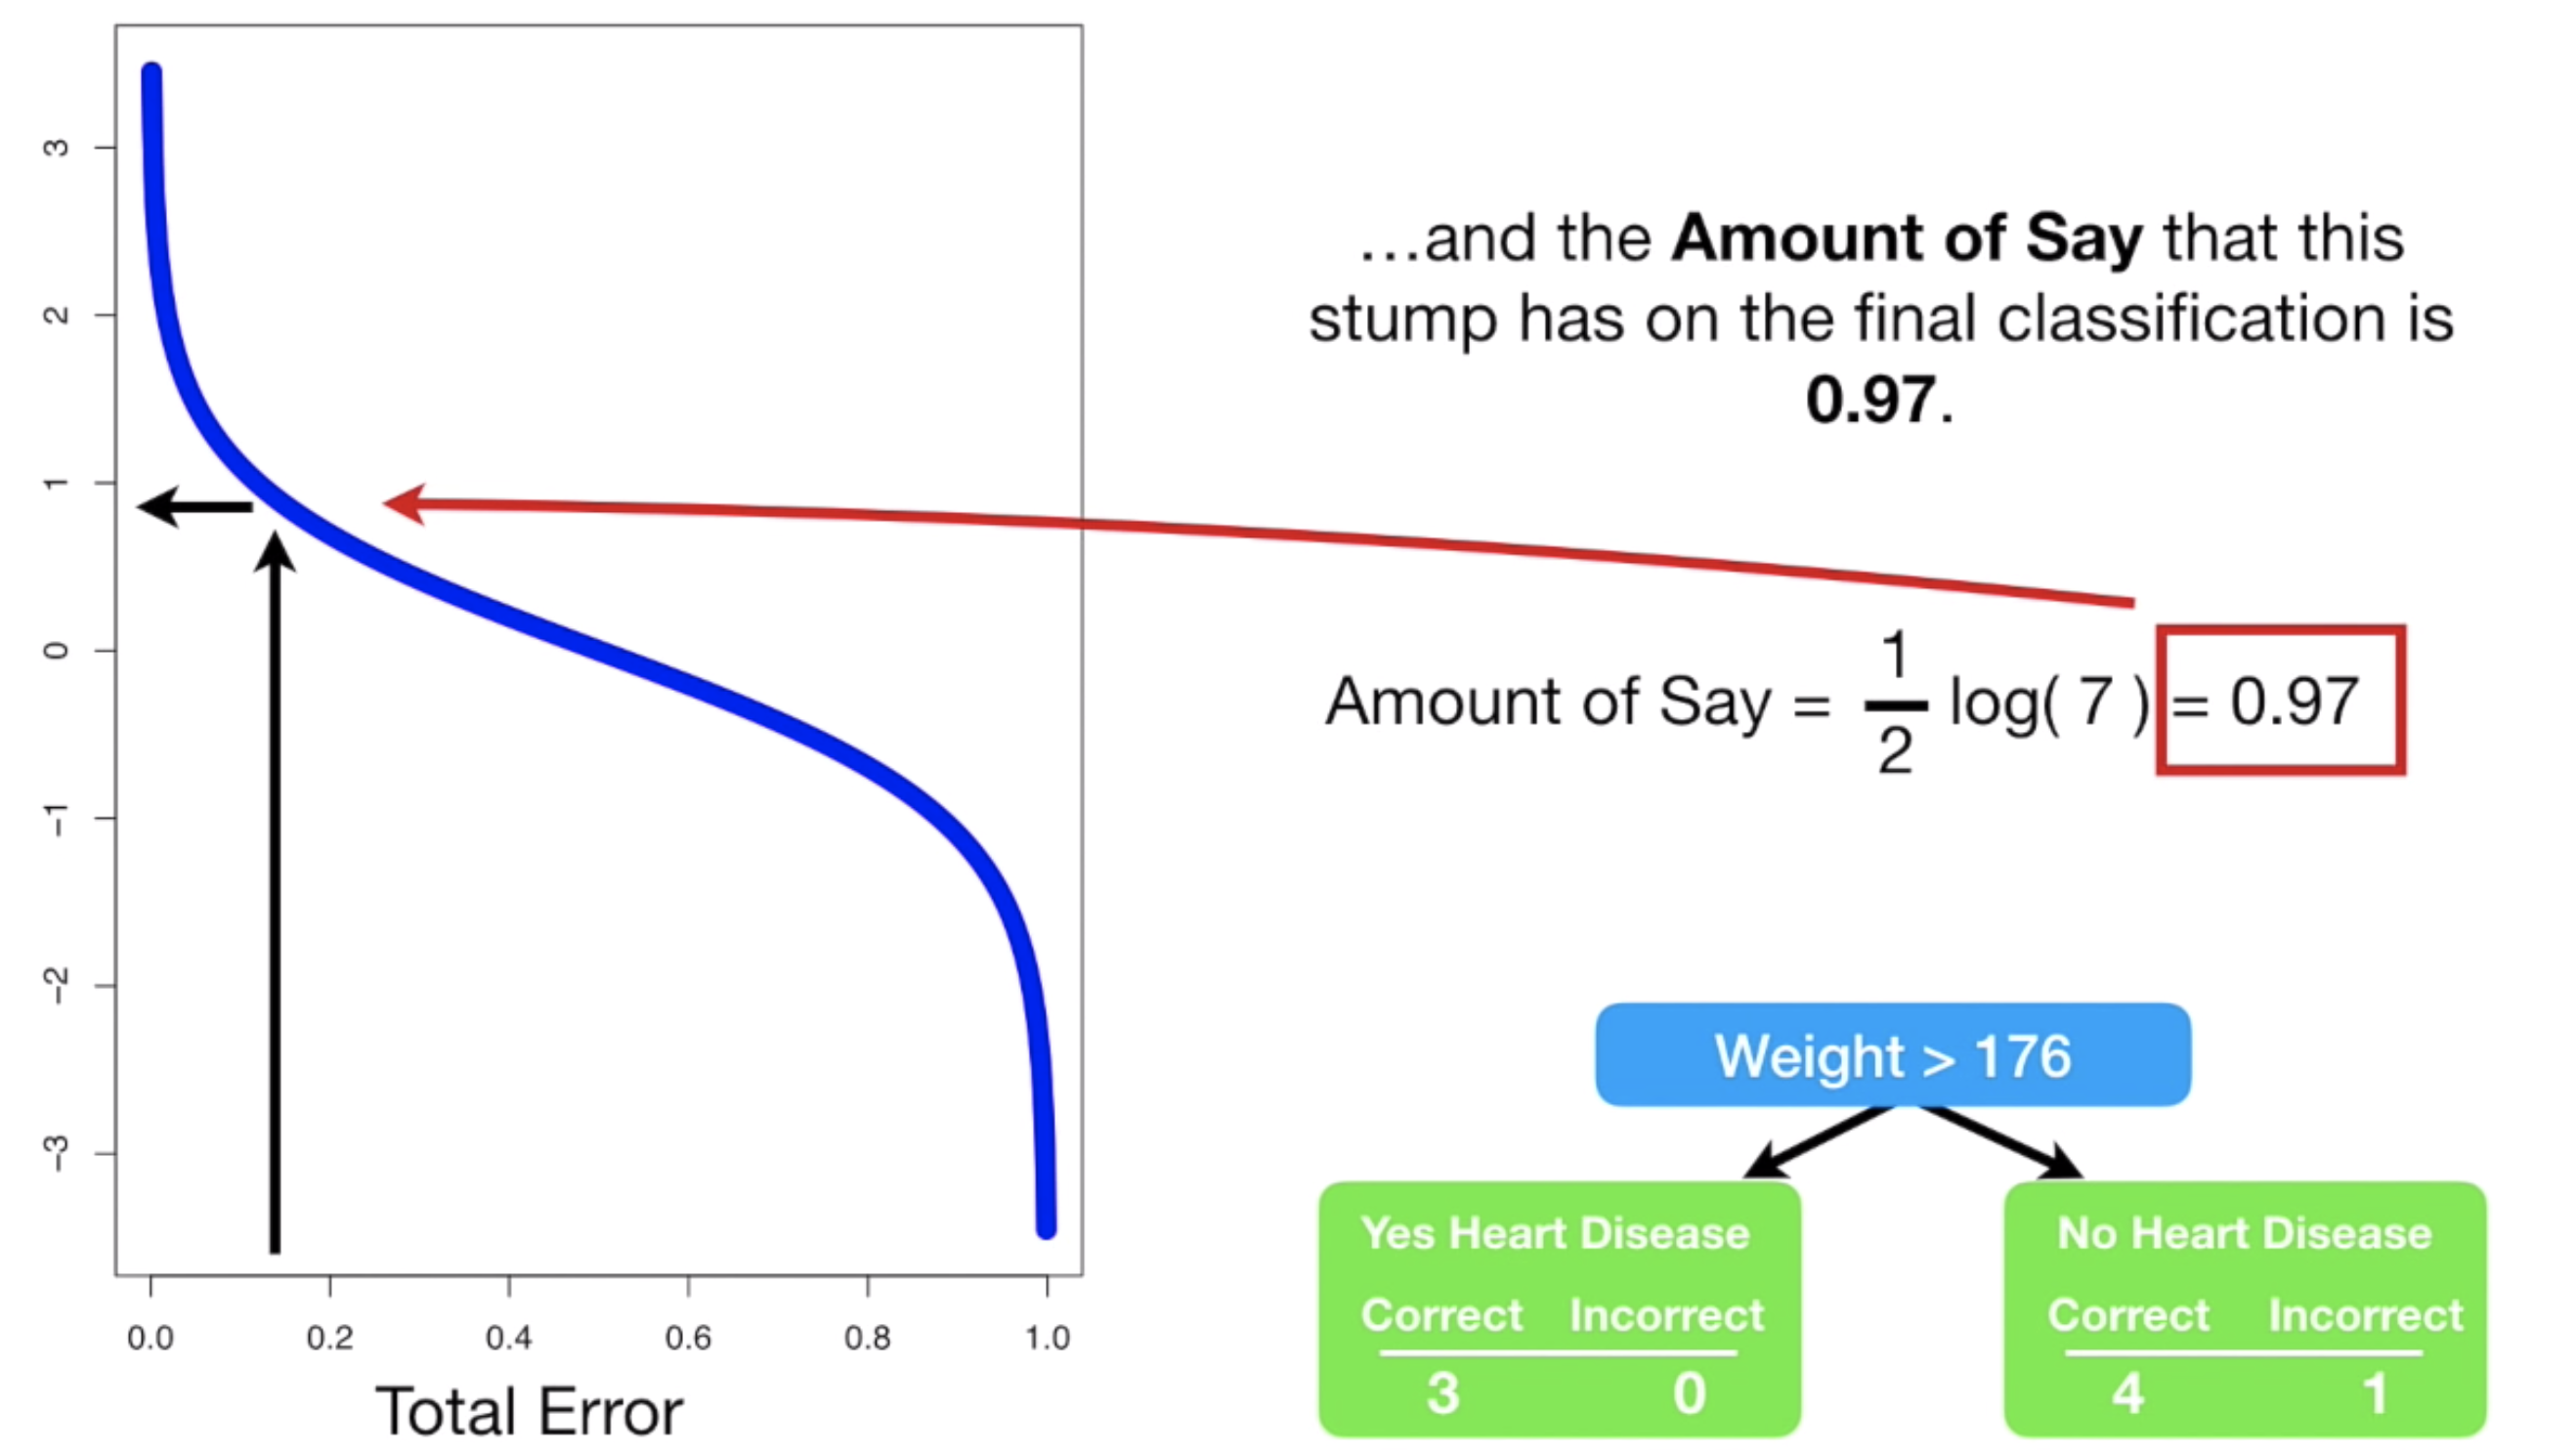 3
2
1
0
-1
-2
-3
0.0 0.2 0.4 0.6 0.8 1.0
Total Error
...and the Amount of Say that this
stump has on the final classification is
0.97.
Amount of Say = 1/2 log( 7 ) = 0.97
Weight > 176
Yes Heart Disease
Correct Incorrect
3 0
No Heart Disease
Correct Incorrect
4 1